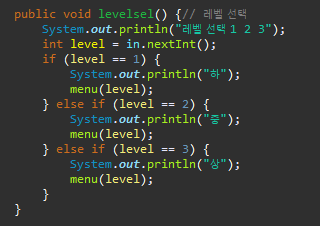 public void levelsel() {// 레벨 선택
    System.out.println("레벨 선택 1 2 3");
    int level = in.nextInt();
    if (level == 1) {
        System.out.println("하");
        menu(level);
    } else if (level == 2) {
        System.out.println("중");
        menu(level);
    } else if (level == 3) {
        System.out.println("상");
        menu(level);
    }
}